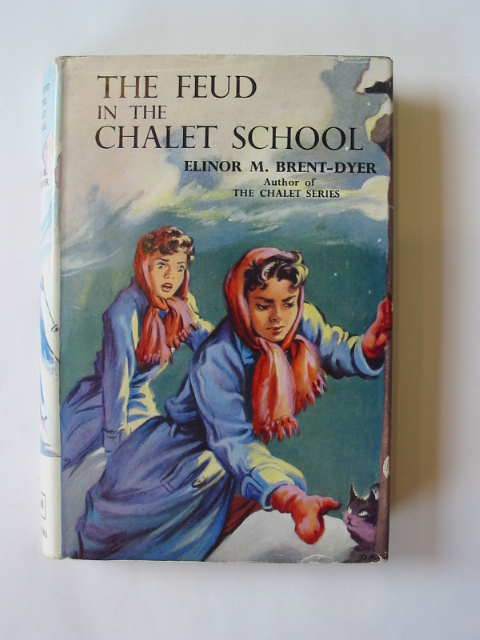 THE FEUD
IN THE
CHALET SCHOOL
ELINOR M. BRENT-DYER
Author of
THE CHALET SERIES